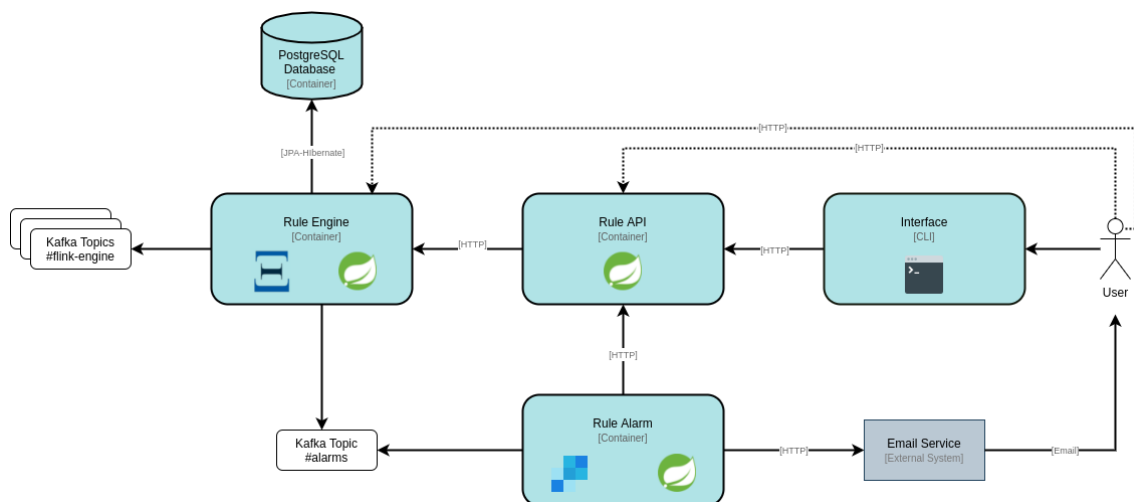 PostgreSQL
Database
[Container]
[HTTP]
[HTTP]
[JPA-HIbernate]
Kafka Topics
#flink-engine
Rule Engine
[Container]
[HTTP]
Rule API
[Container]
[HTTP]
Interface
[CLI]
User
[HTTP]
Kafka Topic
#alarms
Rule Alarm
[Container]
[HTTP]
Email Service
[External System]
[Email]